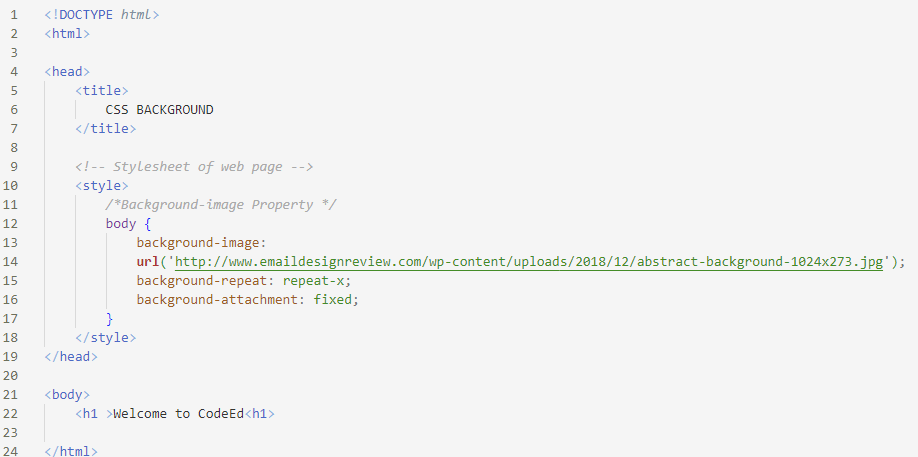 1 <!DOCTYPE html>
2 <html>
3
4 <head>
5 <title>
6 CSS BACKGROUND
7 </title>
8
9 <!-- Stylesheet of web page -->
10 <style>
11 /*Background-image Property */
12 body {
13 background-image:
14 url('http://www.emaildesignreview.com/wp-content/uploads/2018/12/abstract-background-1024x273.jpg');
15 background-repeat: repeat-x;
16 background-attachment: fixed;
17 }
18 </style>
19 </head>
20
21 <body>
22 <h1 >Welcome to CodeEd<h1>
23
24 </html>